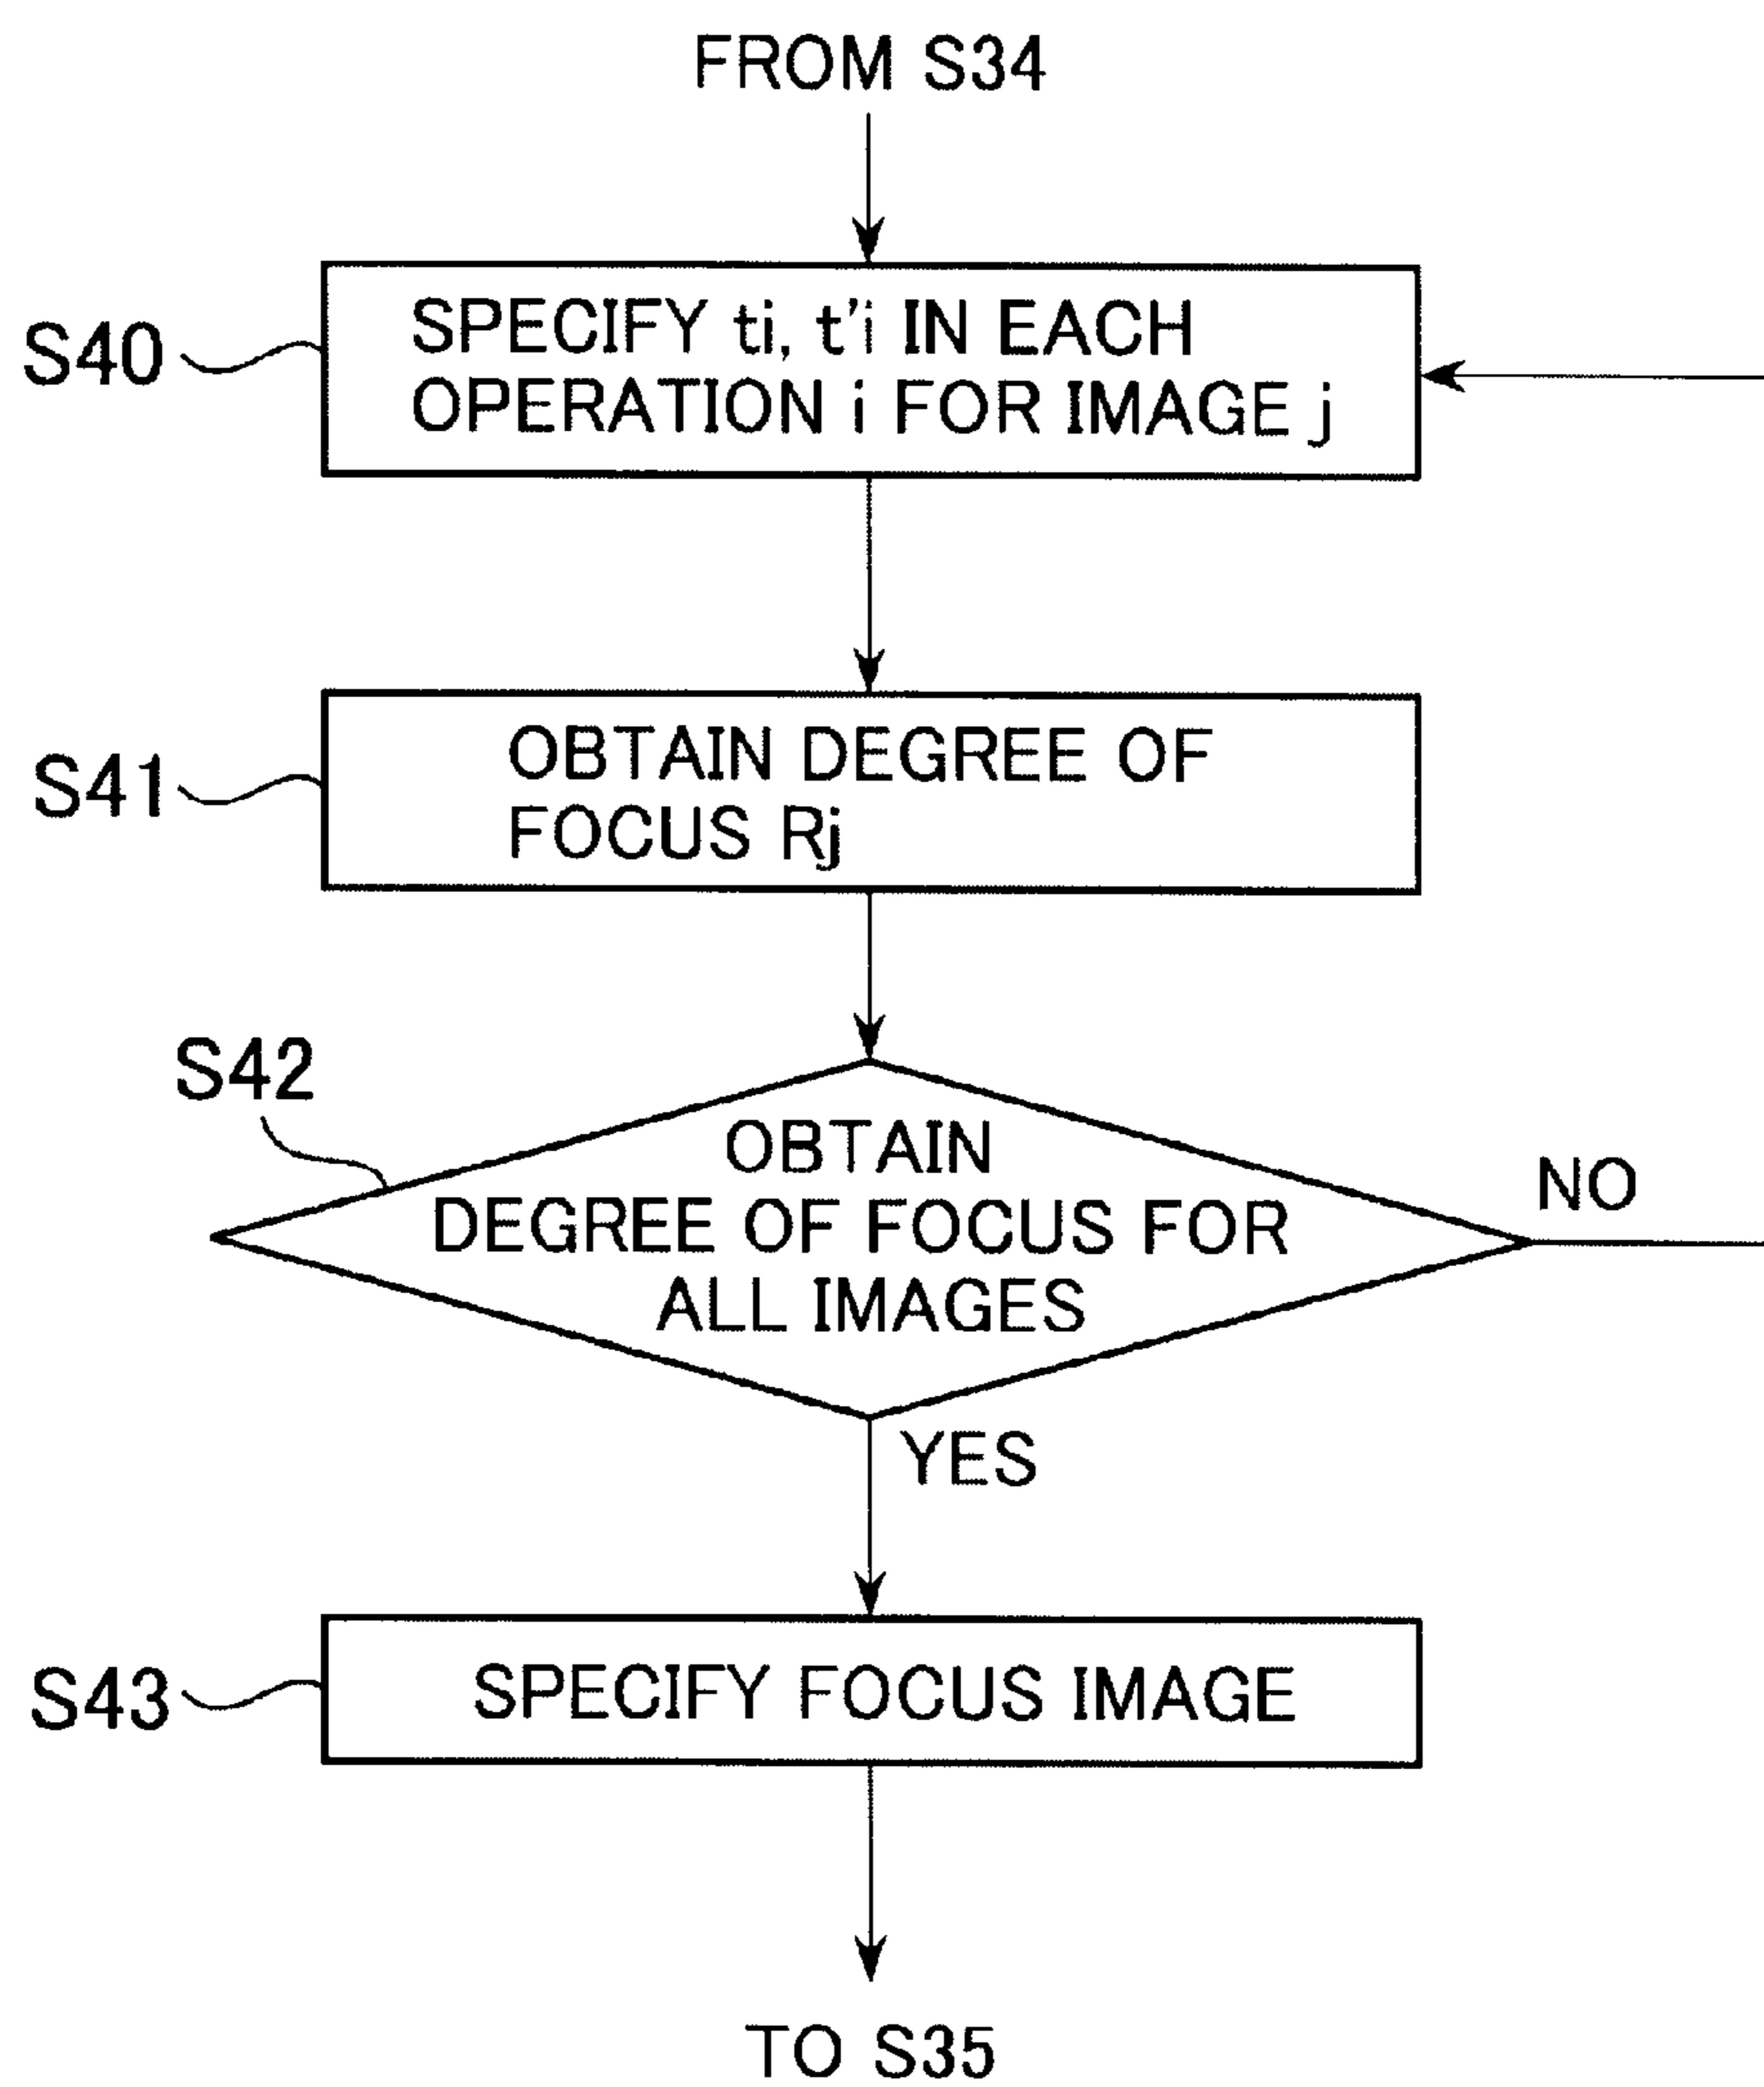 FROM S34
S40
SPECIFY ti, t'i IN EACH
OPERATION i FOR IMAGE j
S41
OBTAIN DEGREE OF
FOCUS Rj
S42
OBTAIN
DEGREE OF FOCUS FOR
ALL IMAGES
NO
YES
S43
SPECIFY FOCUS IMAGE
TO S35